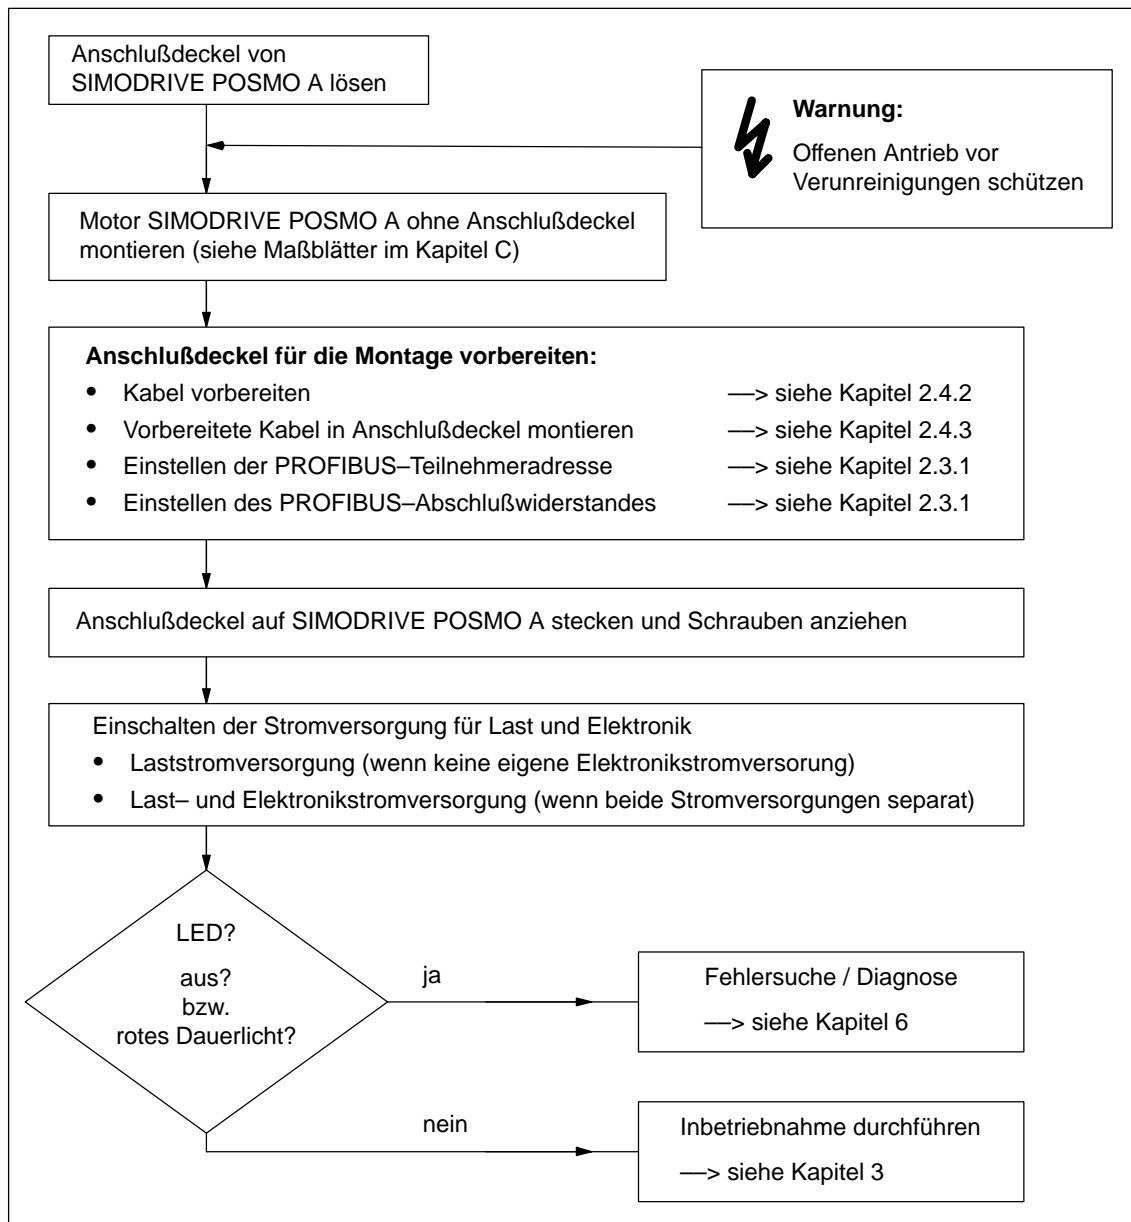 Anschlußdeckel von
SIMODRIVE POSMO A lösen
Warnung:
Offenen Antrieb vor
Verunreinigungen schützen
Motor SIMODRIVE POSMO A ohne Anschlußdeckel
montieren (siehe Maßblätter im Kapitel C)
Anschlußdeckel für die Montage vorbereiten:
• Kabel vorbereiten —> siehe Kapitel 2.4.2
• Vorbereitete Kabel in Anschlußdeckel montieren —> siehe Kapitel 2.4.3
• Einstellen der PROFIBUS–Teilnehmeradresse —> siehe Kapitel 2.3.1
• Einstellen des PROFIBUS–Abschlußwiderstandes —> siehe Kapitel 2.3.1
Anschlußdeckel auf SIMODRIVE POSMO A stecken und Schrauben anziehen
Einschalten der Stromversorgung für Last und Elektronik
• Laststromversorgung (wenn keine eigene Elektronikstromversorung)
• Last– und Elektronikstromversorgung (wenn beide Stromversorgungen separat)
LED?
aus?
bzw.
rotes Dauerlicht?
ja
Fehlersuche / Diagnose
—> siehe Kapitel 6
nein
Inbetriebnahme durchführen
—> siehe Kapitel 3